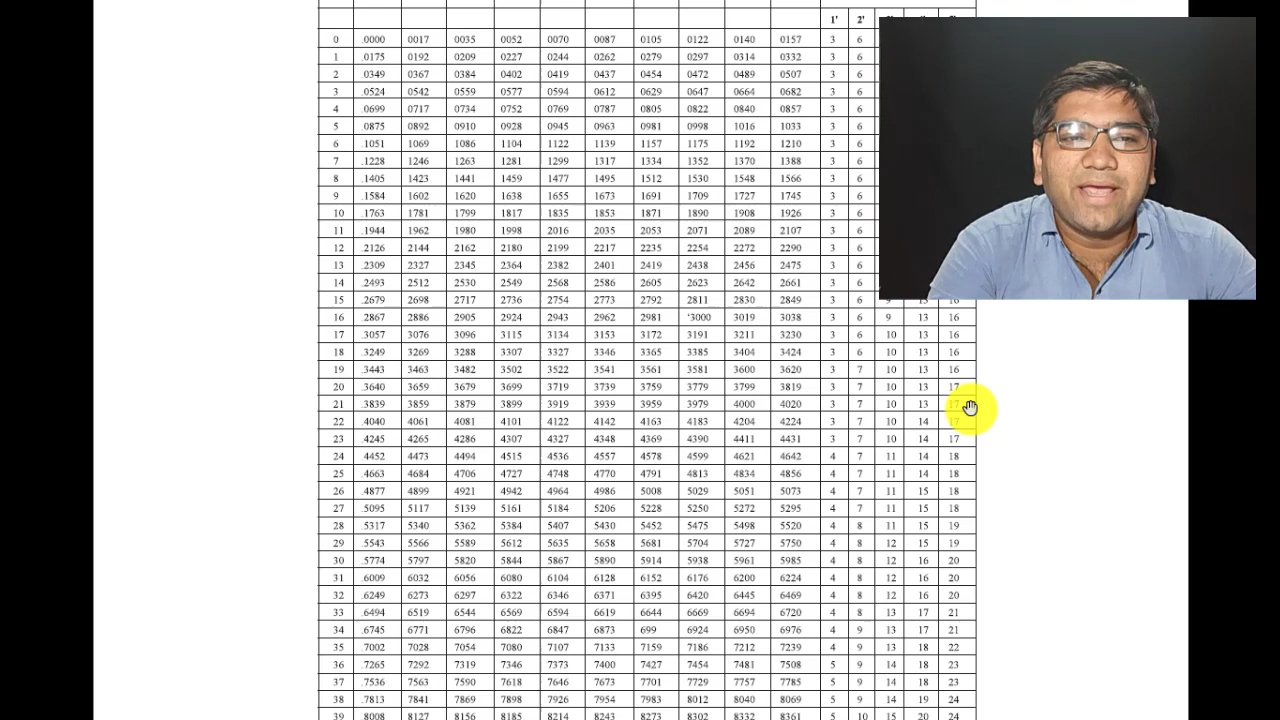 1' 2'
0 .0000 0017 0035 0052 0070 0087 0105 0122 0140 0157 3 6
1 .0175 0192 0209 0227 0244 0262 0279 0297 0314 0332 3 6
2 .0349 0367 0384 0402 0419 0437 0454 0472 0489 0507 3 6
3 .0524 0542 0559 0577 0594 0612 0629 0647 0664 0682 3 6
4 .0699 0717 0734 0752 0769 0787 0805 0822 0840 0857 3 6
5 .0875 0892 0910 0928 0945 0963 0981 0998 1016 1033 3 6
6 .1051 1069 1086 1104 1122 1139 1157 1175 1192 1210 3 6
7 .1228 1246 1263 1281 1299 1317 1334 1352 1370 1388 3 6
8 .1405 1423 1441 1459 1477 1495 1512 1530 1548 1566 3 6
9 .1584 1602 1620 1638 1655 1673 1691 1709 1727 1745 3 6
10 .1763 1781 1799 1817 1835 1853 1871 1890 1908 1926 3 6
11 .1944 1962 1980 1998 2016 2035 2053 2071 2089 2107 3 6
12 .2126 2144 2162 2180 2199 2217 2235 2254 2272 2290 3 6
13 .2309 2327 2345 2364 2382 2401 2419 2438 2456 2475 3 6
14 .2493 2512 2530 2549 2568 2586 2605 2623 2642 2661 3 6
15 .2679 2698 2717 2736 2754 2773 2792 2811 2830 2849 3 6
16 .2867 2886 2905 2924 2943 2962 2981 '3000 3019 3038 3 6 9 13 16
17 .3057 3076 3096 3115 3134 3153 3172 3191 3211 3230 3 6 10 13 16
18 .3249 3269 3288 3307 3327 3346 3365 3385 3404 3424 3 6 10 13 16
19 .3443 3463 3482 3502 3522 3541 3561 3581 3600 3620 3 7 10 13 16
20 .3640 3659 3679 3699 3719 3739 3759 3779 3799 3819 3 7 10 13 17
21 .3839 3859 3879 3899 3919 3939 3959 3979 4000 4020 3 7 10 13 17
22 .4040 4061 4081 4101 4122 4142 4163 4183 4204 4224 3 7 10 14 17
23 .4245 4265 4286 4307 4327 4348 4369 4390 4411 4431 3 7 10 14 17
24 .4452 4473 4494 4515 4536 4557 4578 4599 4621 4642 4 7 11 14 18
25 .4663 4684 4706 4727 4748 4770 4791 4813 4834 4856 4 7 11 14 18
26 .4877 4899 4921 4942 4964 4986 5008 5029 5051 5073 4 7 11 15 18
27 .5095 5117 5139 5161 5184 5206 5228 5250 5272 5295 4 7 11 15 18
28 .5317 5340 5362 5384 5407 5430 5452 5475 5498 5520 4 8 11 15 19
29 .5543 5566 5589 5612 5635 5658 5681 5704 5727 5750 4 8 12 15 19
30 .5774 5797 5820 5844 5867 5890 5914 5938 5961 5985 4 8 12 16 20
31 .6009 6032 6056 6080 6104 6128 6152 6176 6200 6224 4 8 12 16 20
32 .6249 6273 6297 6322 6346 6371 6395 6420 6445 6469 4 8 12 16 20
33 .6494 6519 6544 6569 6594 6619 6644 6669 6694 6720 4 8 13 17 21
34 .6745 6771 6796 6822 6847 6873 699 6924 6950 6976 4 9 13 17 21
35 .7002 7028 7054 7080 7107 7133 7159 7186 7212 7239 4 9 13 18 22
36 .7265 7292 7319 7346 7373 7400 7427 7454 7481 7508 5 9 14 18 23
37 .7536 7563 7590 7618 7646 7673 7701 7729 7757 7785 5 9 14 18 23
38 .7813 7841 7869 7898 7926 7954 7983 8012 8040 8069 5 9 14 19 24
39 .8008 8127 8156 8185 8214 8243 8273 8302 8332 8361 5 10 15 20 24